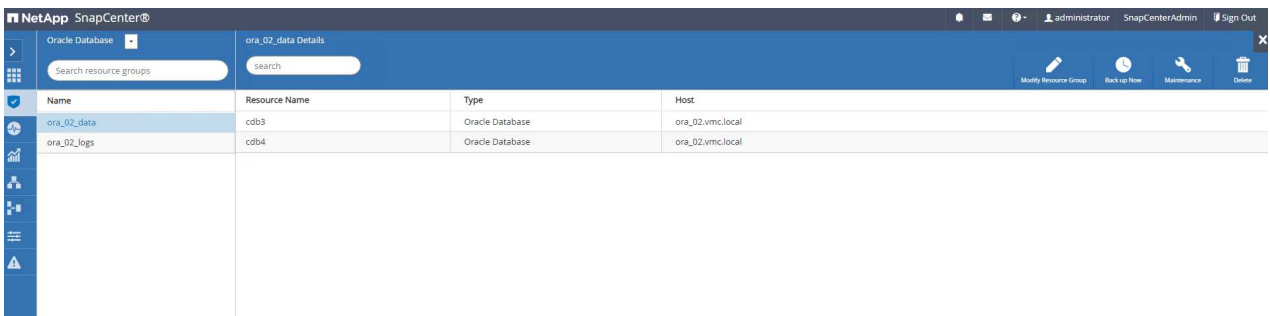 NetApp SnapCenter®
administrator SnapCenterAdmin Sign Out
Oracle Database
ora_02_data Details
Search resource groups
search
Modify Resource Group Back up Now Maintenance Delete
Name
Resource Name Type Host
ora_02_data
cdb3 Oracle Database ora_02.vmc.local
ora_02_logs
cdb4 Oracle Database ora_02.vmc.local